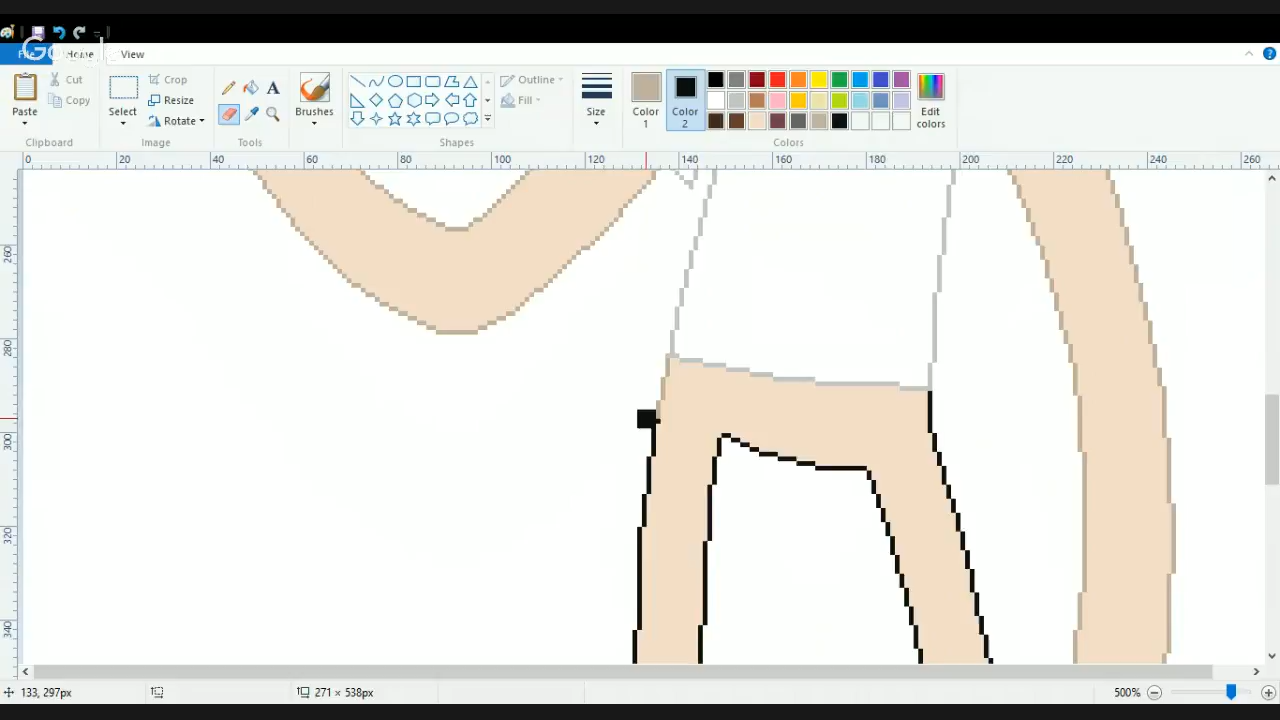 File Home View
Paste Cut Copy Clipboard
Select Crop Resize Rotate Image
A Tools
Brushes
Outline Fill Shapes
Size
Color 1 Color 2 Edit colors Colors
0 20 40 60 80 100 120 140 160 180 200 220 240 260
260
280
300
320
340
133, 297px 271 × 538px 500%